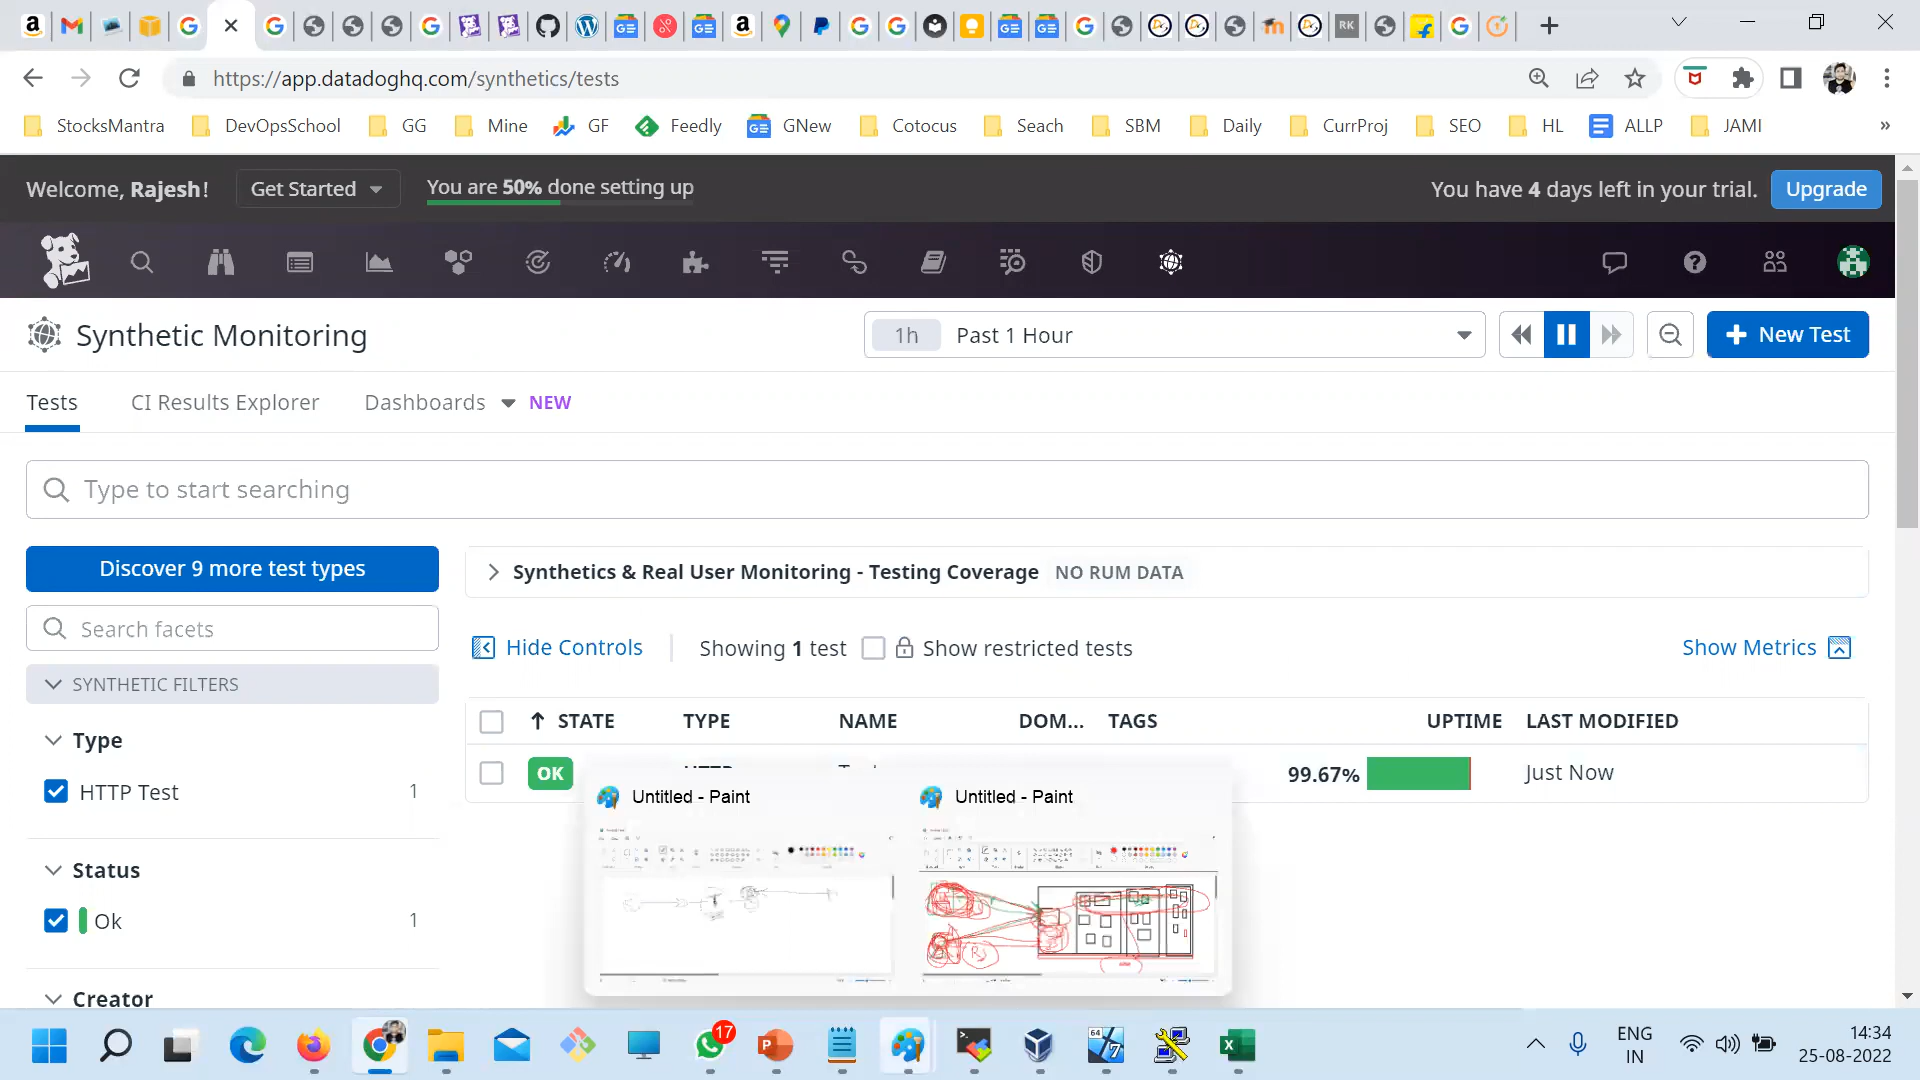 https://app.datadoghq.com/synthetics/tests
StocksMantra
DevOpsSchool
GG
Mine
GF
Feedly
GNew
Cotocus
Seach
SBM
Daily
CurrProj
SEO
HL
ALLP
JAMI
»
Welcome, Rajesh!
Get Started
You are 50% done setting up
You have 4 days left in your trial.
Upgrade
Synthetic Monitoring
1h Past 1 Hour
+ New Test
Tests
CI Results Explorer
Dashboards
NEW
Type to start searching
Discover 9 more test types
Synthetics & Real User Monitoring - Testing Coverage NO RUM DATA
Search facets
Hide Controls
Showing 1 test
Show restricted tests
Show Metrics
SYNTHETIC FILTERS
STATE TYPE NAME DOM... TAGS UPTIME LAST MODIFIED
Type
OK 99.67% Just Now
HTTP Test 1
Untitled - Paint
Untitled - Paint
Status
Ok 1
Creator
17
ENG
IN
14:34
25-08-2022